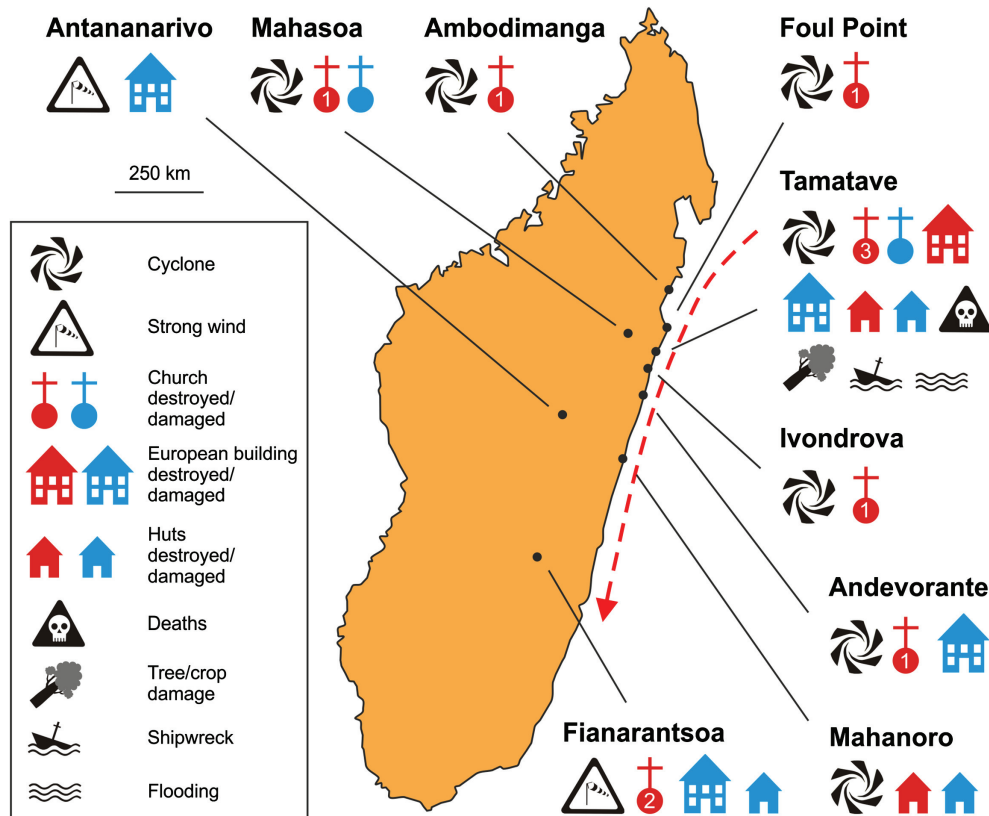 Antananarivo
Mahasoa
Ambodimanga
Foul Point
1
1
1
250 km
Tamatave
3
Cyclone
Strong wind
Church
destroyed/
damaged
European building
destroyed/
damaged
Huts
destroyed/
damaged
Deaths
Tree/crop
damage
Shipwreck
Flooding
Ivondrova
1
Andevorante
1
Fianarantsoa
2
Mahanoro